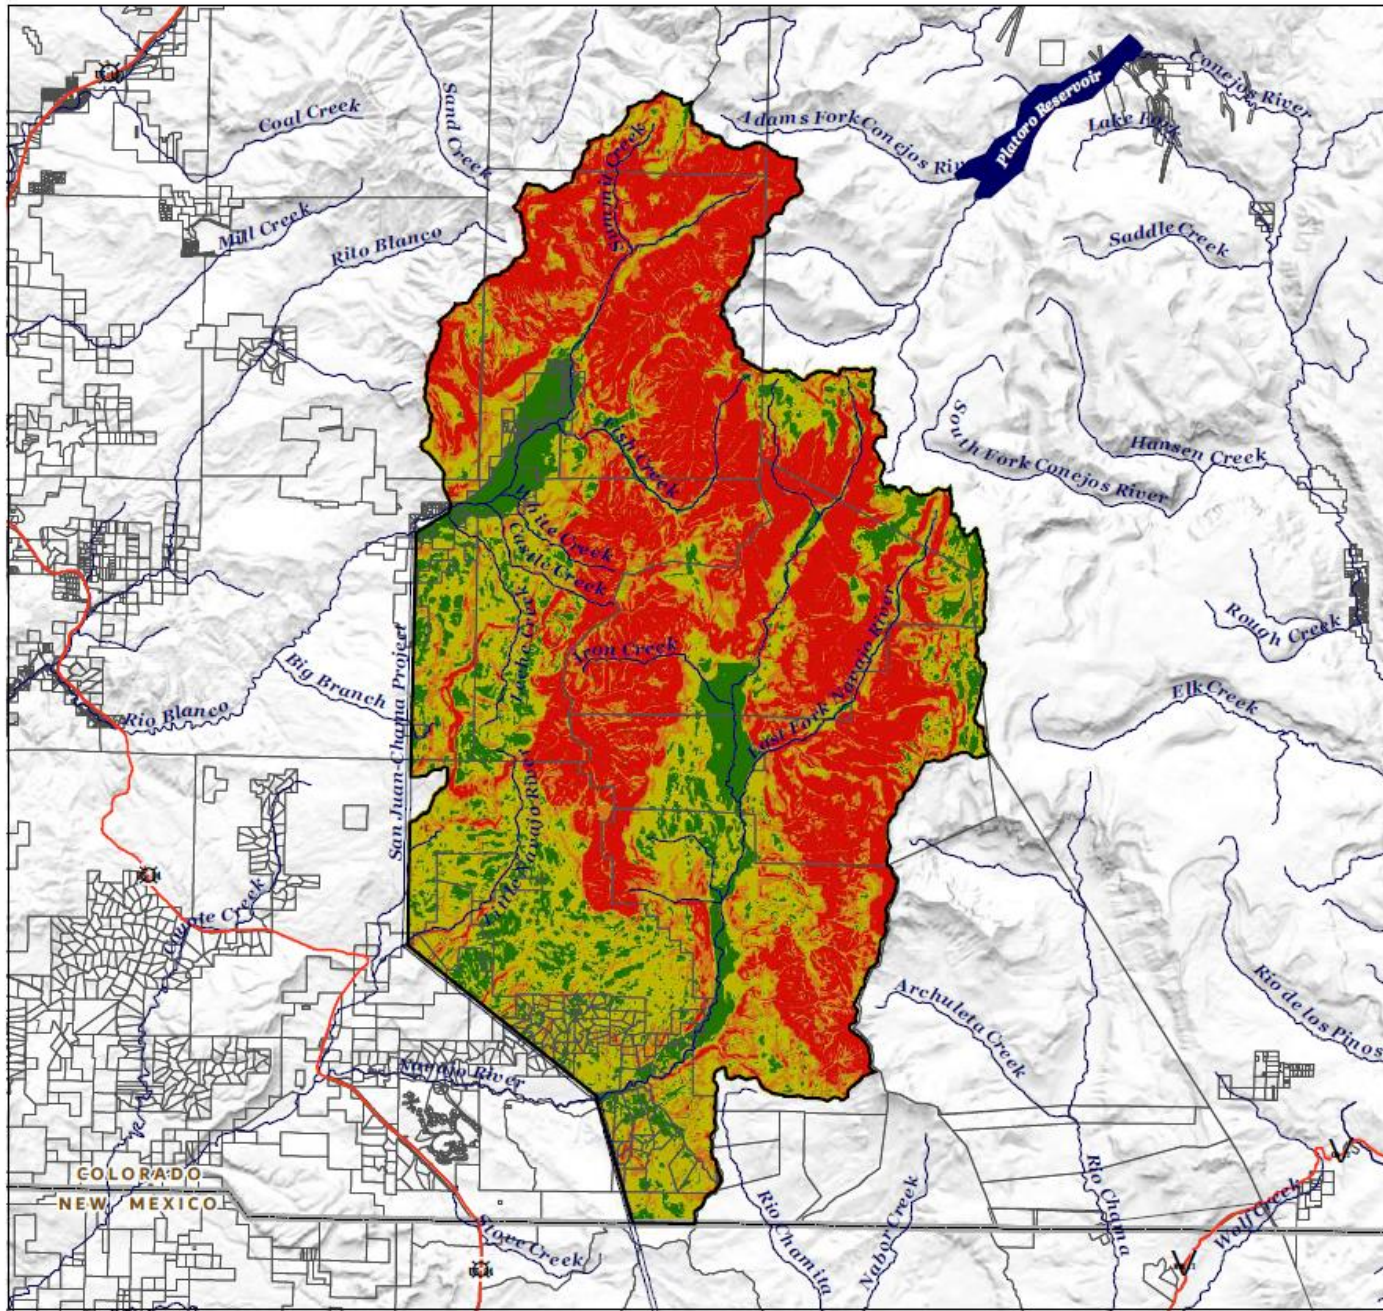 Coal Creek
Sand Creek
Adams Fork Conejos Riv
Platoro Reservoir
Conejos River
Lake Fork
Summit Creek
Mill Creek
Rito Blanco
Saddle Creek
Fish Creek
South Fork Conejos River
Hansen Creek
White Creek
Castle Creek
Rough Creek
Iron Creek
East Fork Navajo River
San Juan-Chama Project
Big Branch
Rio Blanco
Elk Creek
Little Navajo River
Archuleta Creek
Rio de los Pinos
Navajo River
COLORADO
NEW MEXICO
Stove Creek
Rio Chamita
Nabor Creek
Rio Chama
Wolf Creek